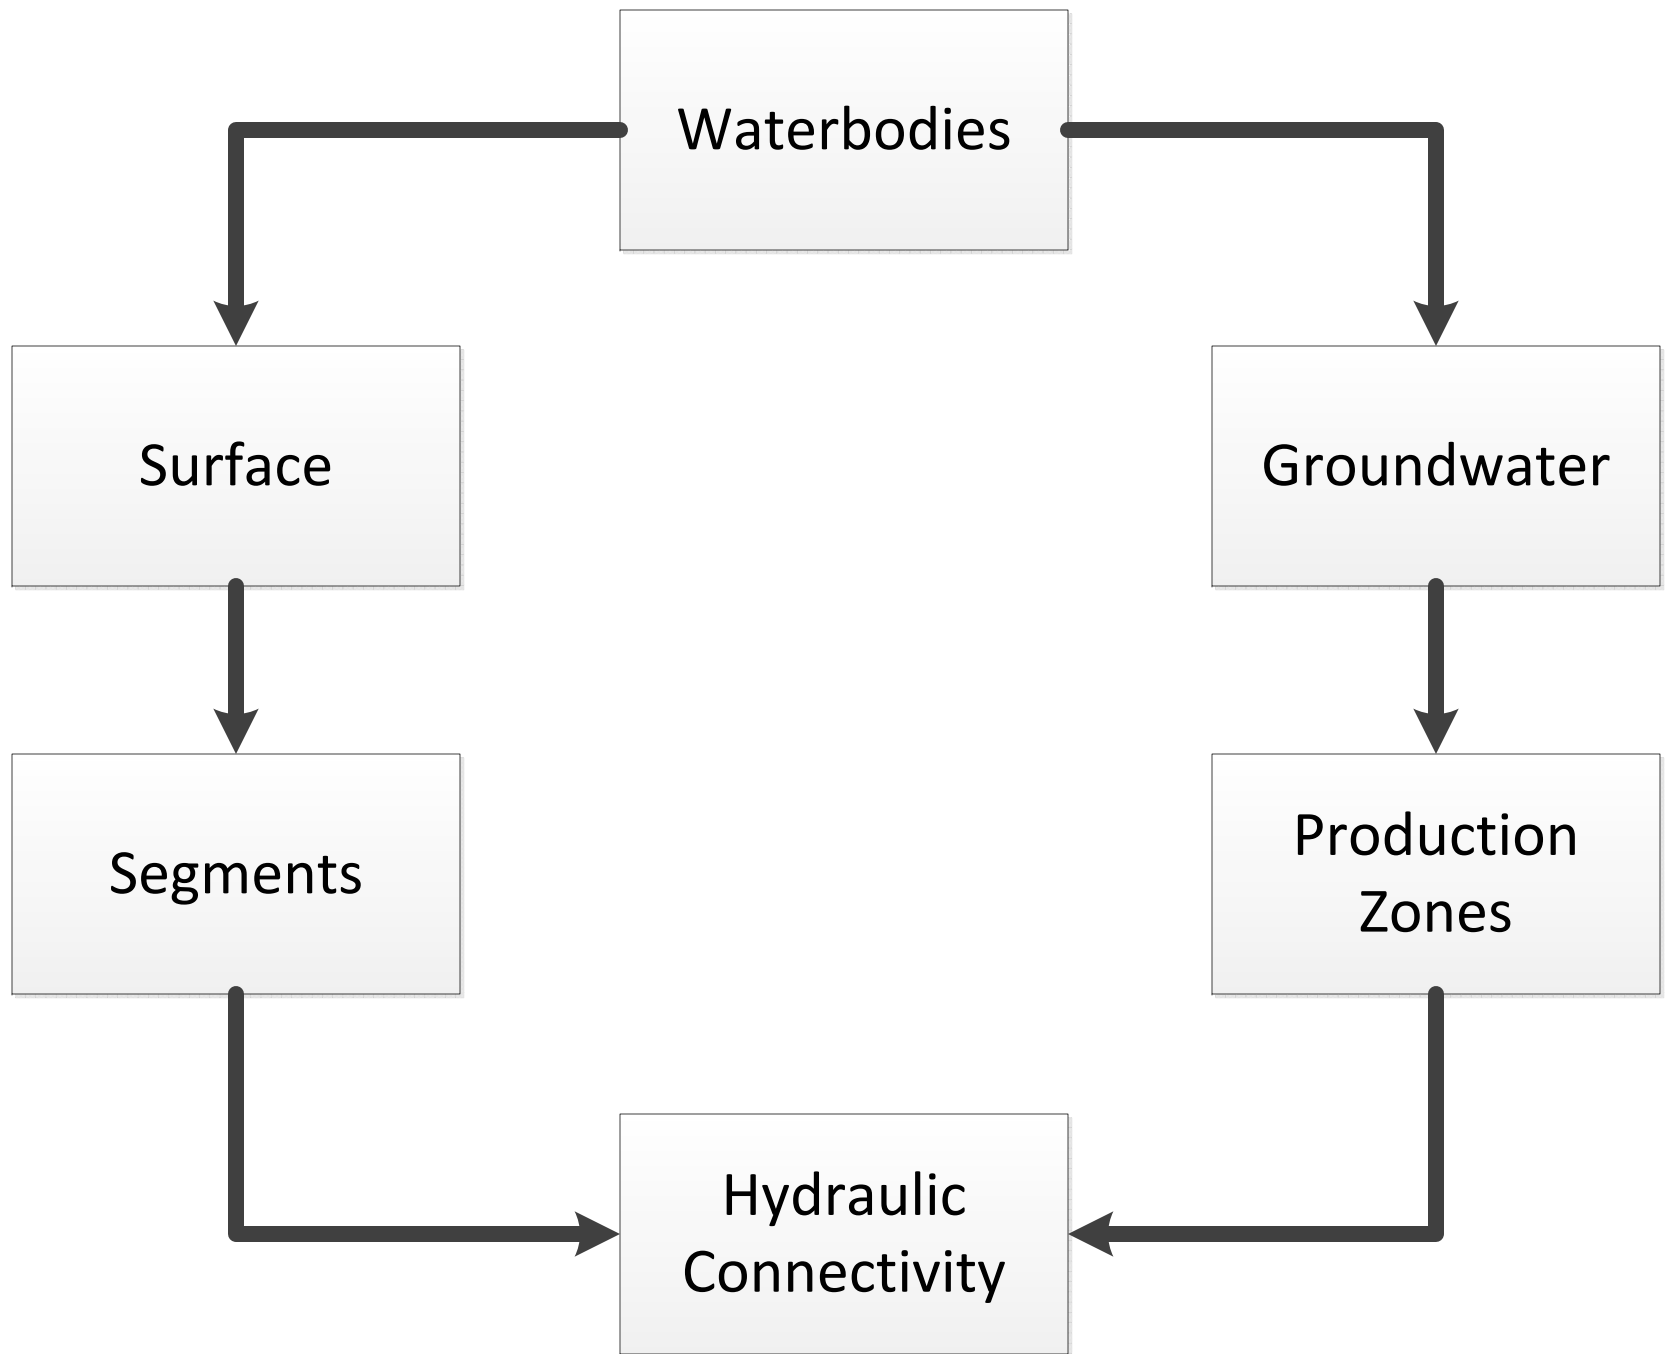 Waterbodies
Surface
Groundwater
Segments
Production
Zones
Hydraulic
Connectivity